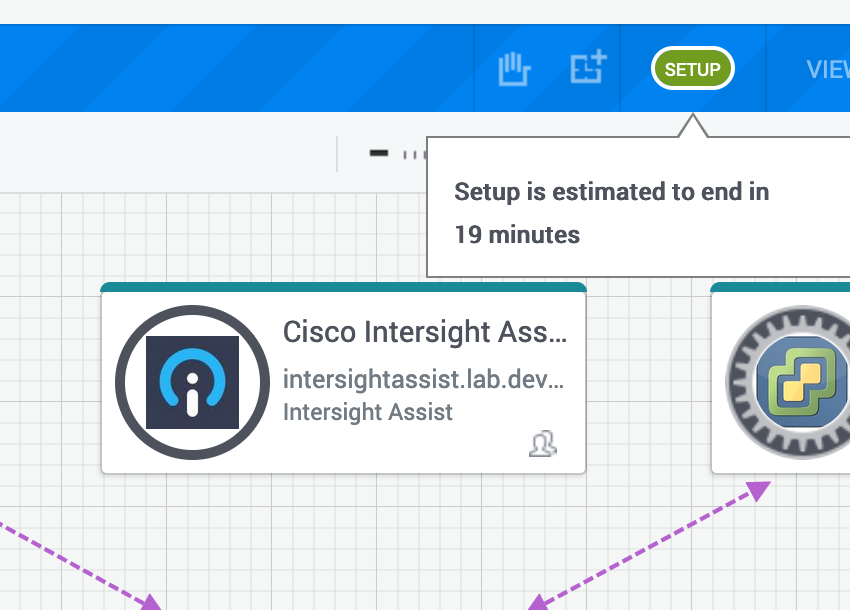 SETUP
VIEW
Setup is estimated to end in
19 minutes
Cisco Intersight Ass...
intersightassist.lab.dev...
Intersight Assist